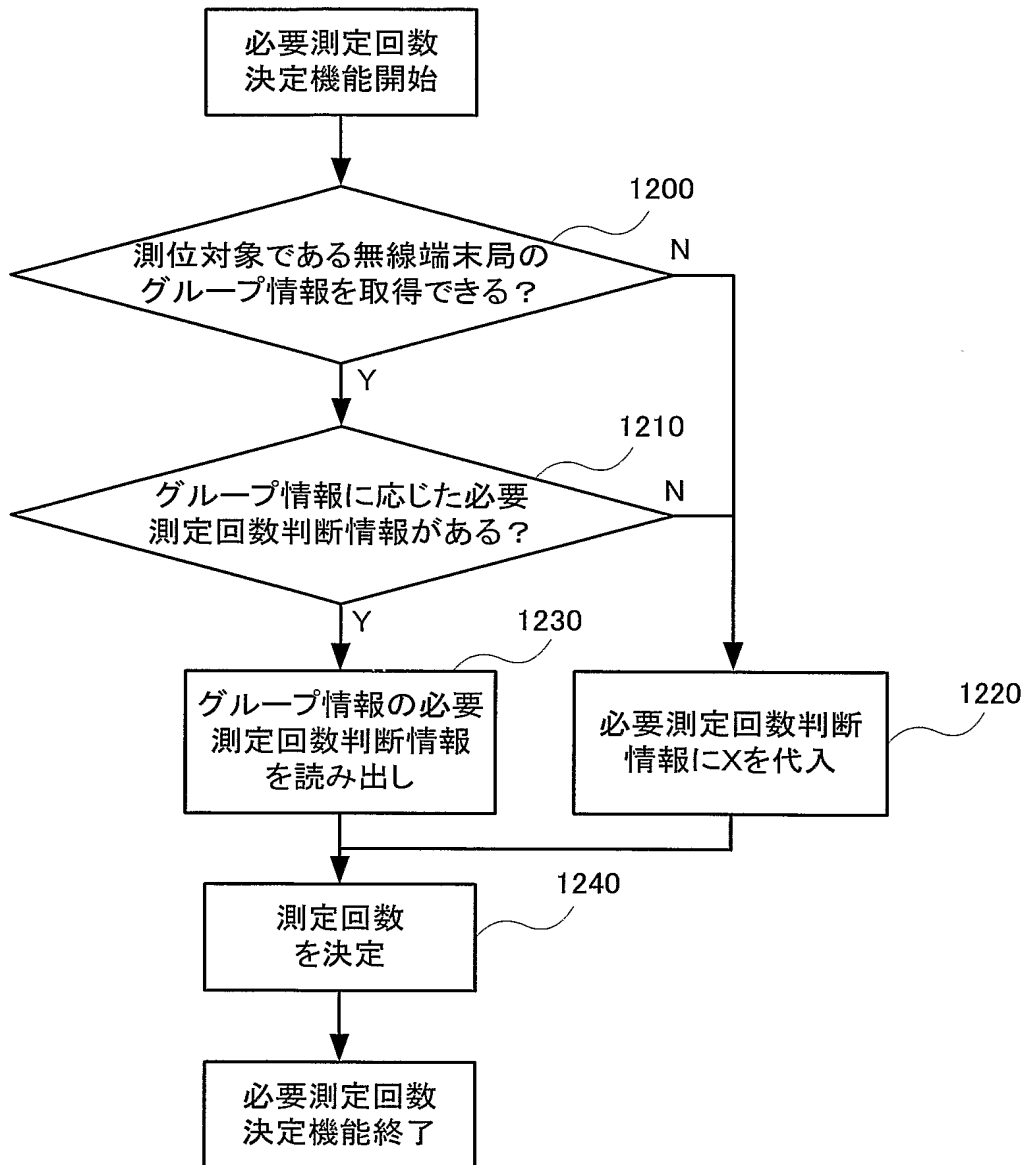 必要測定回数
決定機能開始
1200
測位対象である無線端末局の
グループ情報を取得できる？
N
Y
1210
グループ情報に応じた必要
測定回数判断情報がある？
N
Y
1230
グループ情報の必要
測定回数判断情報
を読み出し
1220
必要測定回数判断
情報にXを代入
1240
測定回数
を決定
必要測定回数
決定機能終了